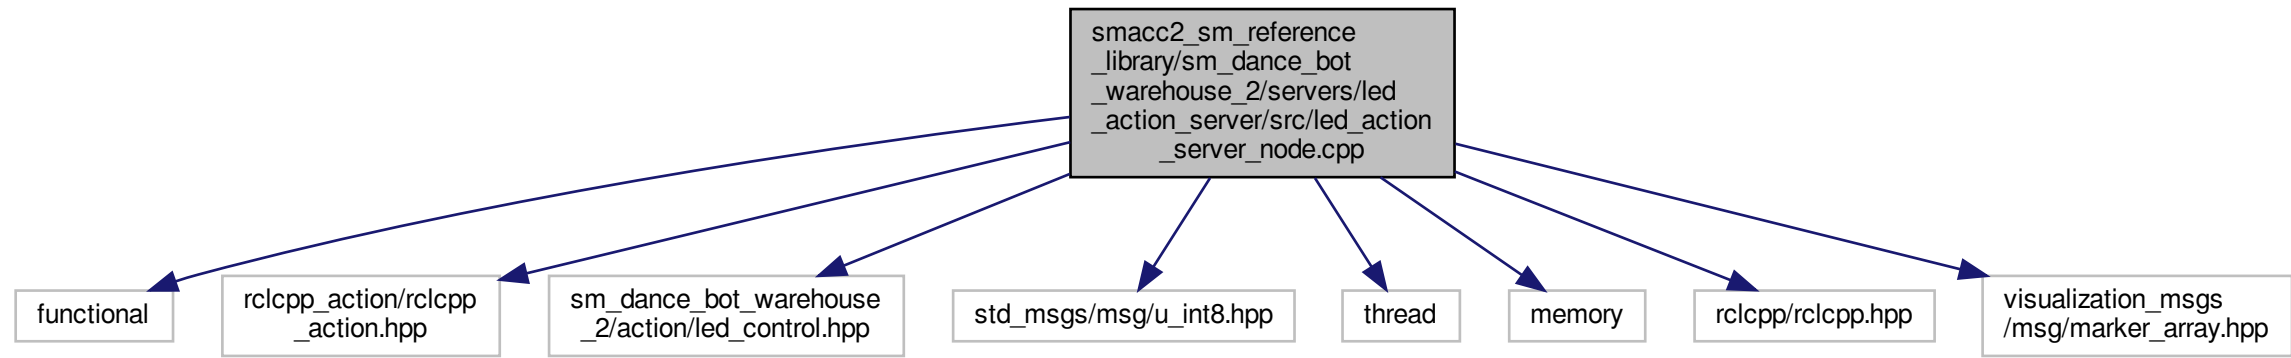 smacc2_sm_reference
_library/sm_dance_bot
_warehouse_2/servers/led
_action_server/src/led_action
_server_node.cpp
functional
rclcpp_action/rclcpp
_action.hpp
sm_dance_bot_warehouse
_2/action/led_control.hpp
std_msgs/msg/u_int8.hpp
thread
memory
rclcpp/rclcpp.hpp
visualization_msgs
/msg/marker_array.hpp